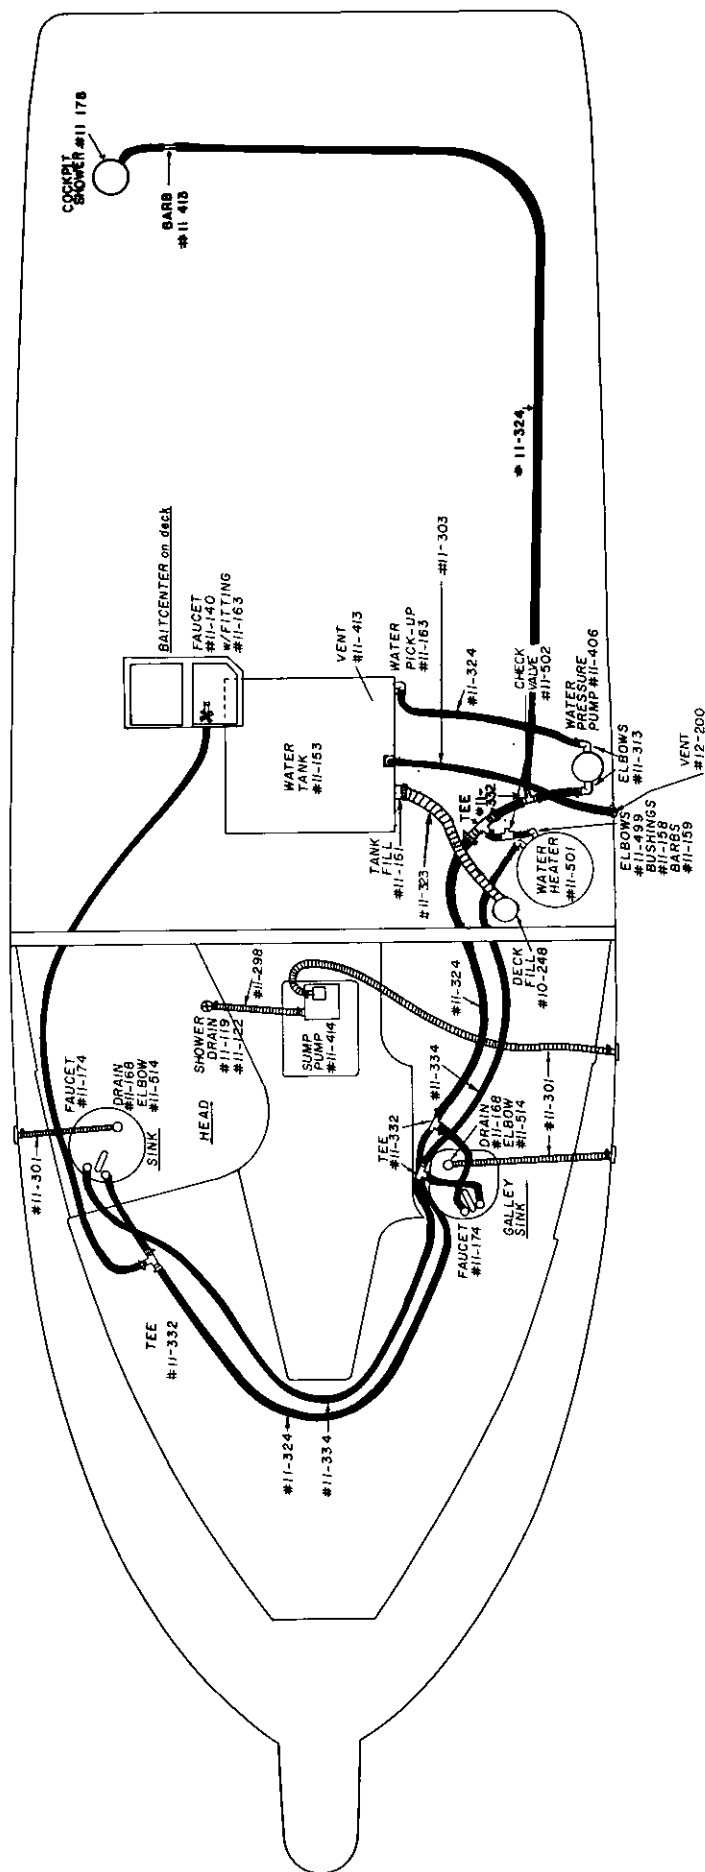 COCKPIT
SHOWER #11 178
BARB
#11 413
# 11-324
BAITCENTER on deck
FAUCET
#11-140
W/FITTING
#11-163
#11-303
VENT
#11-413
WATER
PICK-UP
#11-163
#11-324
CHECK
VALVE
#11-502
WATER
PRESSURE
PUMP #11-406
ELBOWS
#11-313
VENT
#12-200
WATER
TANK
#11-153
TEE
#11-
332
ELBOWS
#11-499
BUSHINGS
#11-158
BARBS
#11-159
TANK
FILL
#11-161
#11-323
WATER
HEATER
#11-501
DECK
FILL
#10-248
#11-298
SHOWER
DRAIN
#11-119
#11-122
SUMP
PUMP
#11-414
#11-324
#11-334
#11-301
FAUCET
#11-174
DRAIN
#11-168
ELBOW
#11-514
SINK
HEAD
#11-301
TEE
#11-332
DRAIN
#11-168
ELBOW
#11-514
GALLEY
SINK
FAUCET
#11-174
TEE
#11-332
#11-324
#11-334